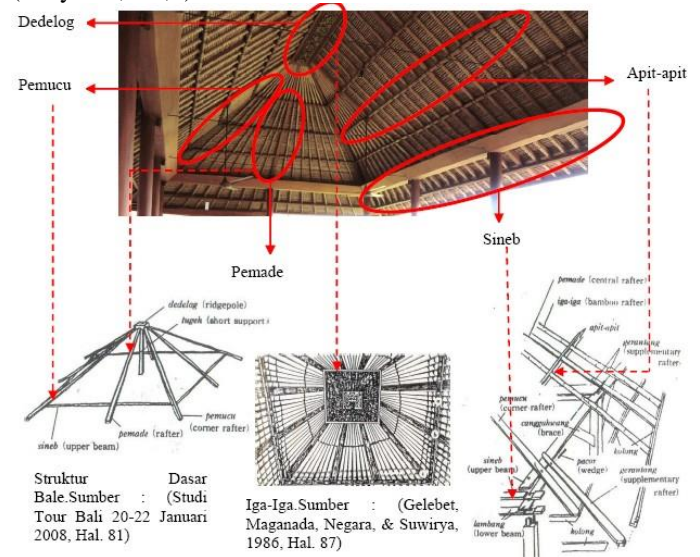 Dedelog
Pemucu
Apit-apit
Sineb
Pemade
dedelog (ridgepole)
tugeh (short support)
pemucu
(corner rafter)
pemade (rafter)
sineb (upper beam)
pemade (central rafter)
iga-iga (bamboo rafter)
apit-apit
gerantang
(supplementary
rafter
pemucu
(corner rafter)
canggahwang
(brace)
kolong
sineb
(upper beam)
pacor
(wedge)
gerantang
(supplementary
rafter)
lambang
(lower beam)
kolong
Struktur Dasar
Bale.Sumber : (Studi
Tour Bali 20-22 Januari
2008, Hal. 81)
Iga-Iga.Sumber : (Gelebet,
Maganada, Negara, & Suwirya,
1986, Hal. 87)